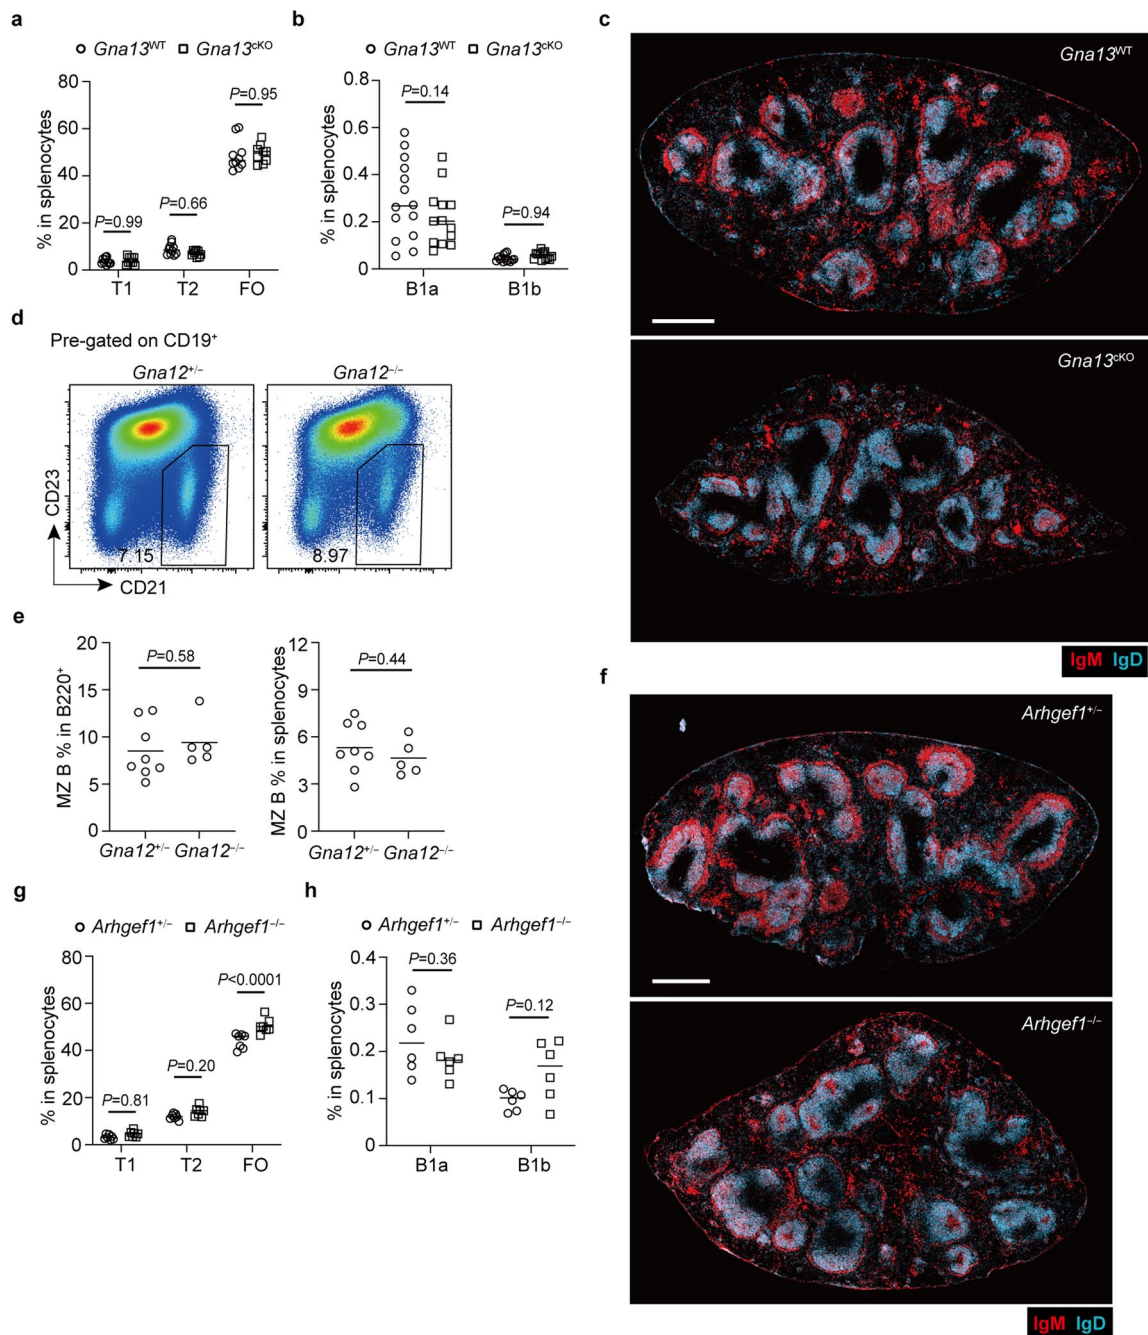 a
Gna13WT Gna13cKO
% in splenocytes
80
60
40
20
0
P=0.99
P=0.66
P=0.95
T1 T2 FO
b
Gna13WT Gna13cKO
% in splenocytes
0.8
0.6
0.4
0.2
0
P=0.14
P=0.94
B1a B1b
c
Gna13WT
Gna13cKO
IgM IgD
d
Pre-gated on CD19+
Gna12+/– Gna12–/–
CD23
CD21
7.15
8.97
e
MZ B % in B220+
20
15
10
5
0
P=0.58
Gna12+/– Gna12–/–
MZ B % in splenocytes
12
9
6
3
0
P=0.44
Gna12+/– Gna12–/–
f
Arhgef1+/–
Arhgef1–/–
IgM IgD
g
Arhgef1+/– Arhgef1–/–
% in splenocytes
80
60
40
20
0
P=0.81
P=0.20
P<0.0001
T1 T2 FO
h
Arhgef1+/– Arhgef1–/–
% in splenocytes
0.4
0.3
0.2
0.1
0
P=0.36
P=0.12
B1a B1b